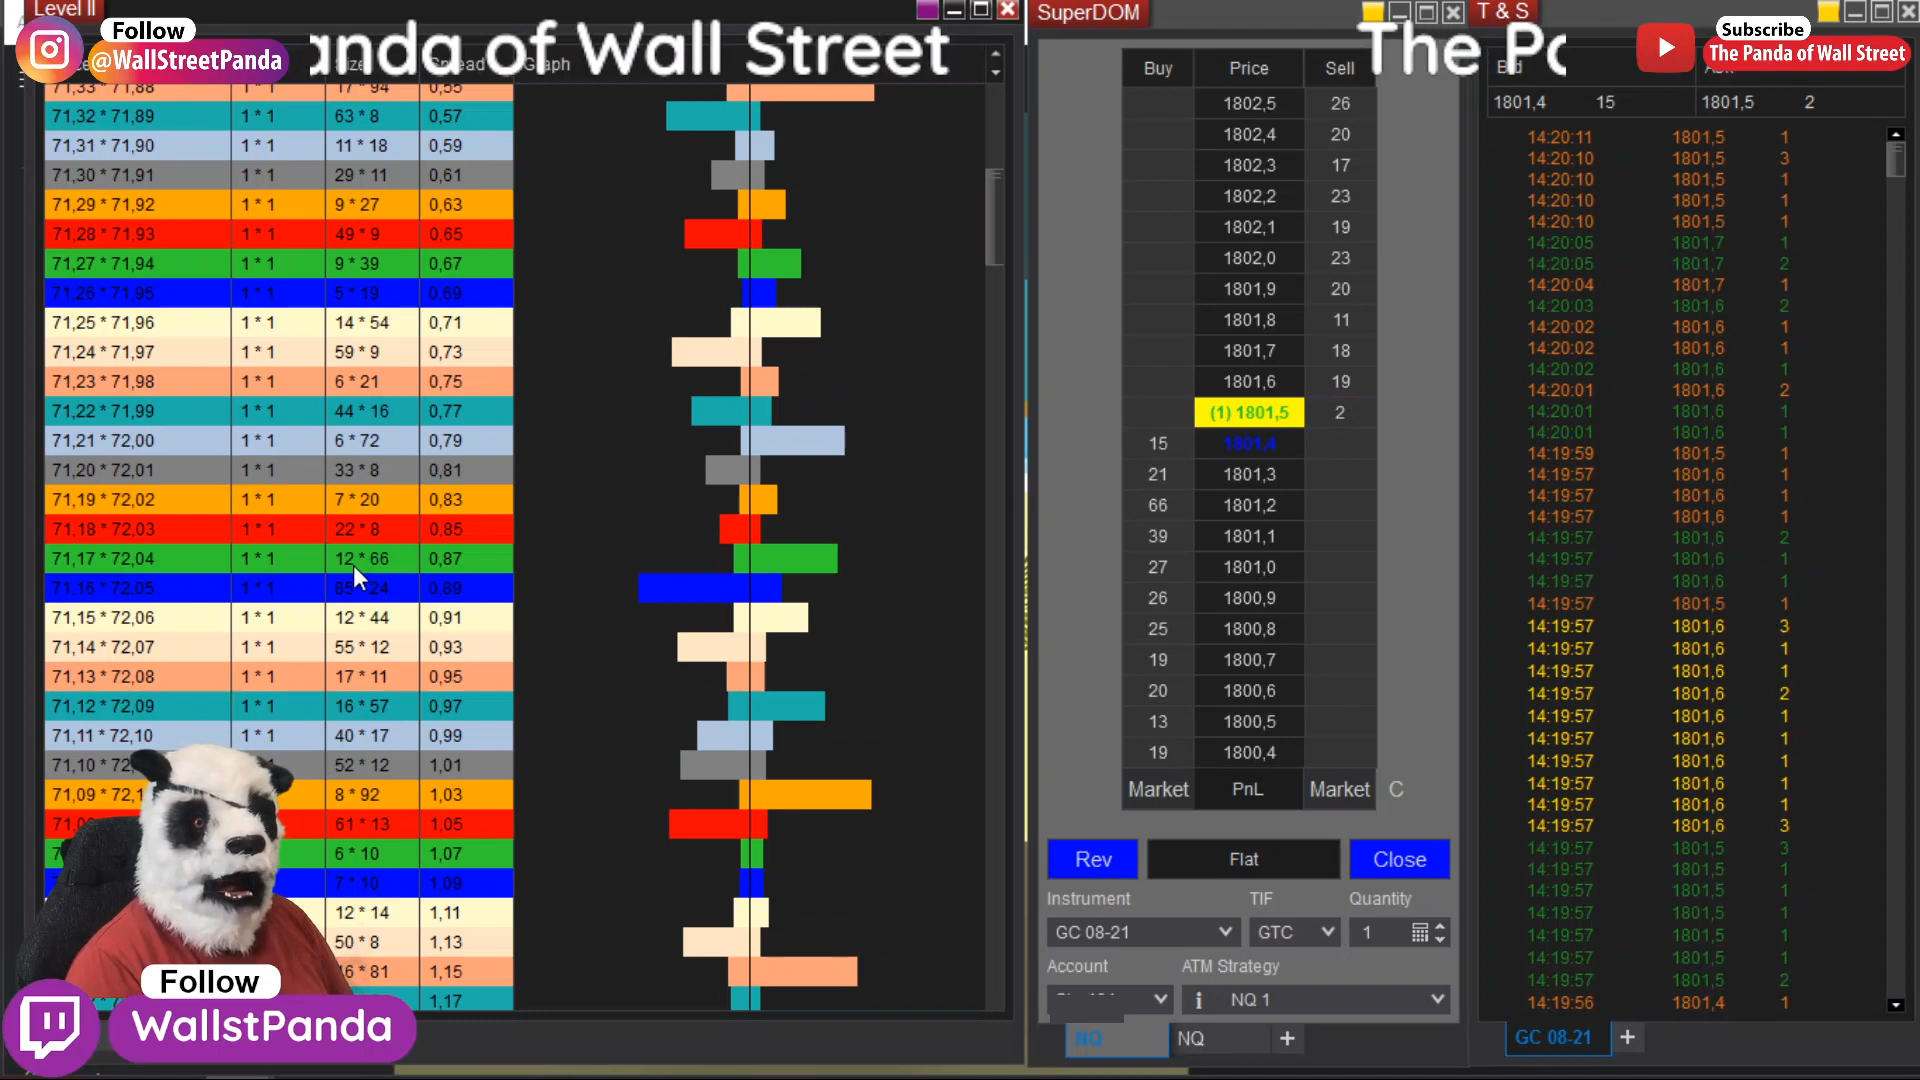 Level II
Follow
@WallStreetPanda
anda of Wall Street
Graph
71,33 * 71,88 17 * 94 0,55
71,32 * 71,89 1 * 1 63 * 8 0,57
71,31 * 71,90 1 * 1 11 * 18 0,59
71,30 * 71,91 1 * 1 29 * 11 0,61
71,29 * 71,92 1 * 1 9 * 27 0,63
71,28 * 71,93 1 * 1 49 * 9 0,65
71,27 * 71,94 1 * 1 9 * 39 0,67
71,26 * 71,95 1 * 1 5 * 19 0,69
71,25 * 71,96 1 * 1 14 * 54 0,71
71,24 * 71,97 1 * 1 59 * 9 0,73
71,23 * 71,98 1 * 1 6 * 21 0,75
71,22 * 71,99 1 * 1 44 * 16 0,77
71,21 * 72,00 1 * 1 6 * 72 0,79
71,20 * 72,01 1 * 1 33 * 8 0,81
71,19 * 72,02 1 * 1 7 * 20 0,83
71,18 * 72,03 1 * 1 22 * 8 0,85
71,17 * 72,04 1 * 1 12 * 66 0,87
71,16 * 72,05 1 * 1 85 * 24 0,89
71,15 * 72,06 1 * 1 12 * 44 0,91
71,14 * 72,07 1 * 1 55 * 12 0,93
71,13 * 72,08 1 * 1 17 * 11 0,95
71,12 * 72,09 1 * 1 16 * 57 0,97
71,11 * 72,10 1 * 1 40 * 17 0,99
71,10 * 72, 52 * 12 1,01
71,09 * 72,1 8 * 92 1,03
61 * 13 1,05
6 * 10 1,07
7 * 10 1,09
12 * 14 1,11
50 * 8 1,13
6 * 81 1,15
1,17
Follow
WallstPanda
SuperDOM
Buy Price Sell
1802,5 26
1802,4 20
1802,3 17
1802,2 23
1802,1 19
1802,0 23
1801,9 20
1801,8 11
1801,7 18
1801,6 19
(1) 1801,5 2
15 1801,4
21 1801,3
66 1801,2
39 1801,1
27 1801,0
26 1800,9
25 1800,8
19 1800,7
20 1800,6
13 1800,5
19 1800,4
Market PnL Market C
Rev Flat Close
Instrument TIF Quantity
GC 08-21 GTC 1
Account ATM Strategy
NQ 1
NQ NQ +
T & S
The Pa
Subscribe
The Panda of Wall Street
1801,4 15 1801,5 2
14:20:11 1801,5 1
14:20:10 1801,5 3
14:20:10 1801,5 1
14:20:10 1801,5 1
14:20:10 1801,5 1
14:20:05 1801,7 1
14:20:05 1801,7 2
14:20:04 1801,7 1
14:20:03 1801,6 2
14:20:02 1801,6 1
14:20:02 1801,6 1
14:20:02 1801,6 1
14:20:01 1801,6 2
14:20:01 1801,6 1
14:20:01 1801,6 1
14:19:59 1801,5 1
14:19:57 1801,5 1
14:19:57 1801,6 1
14:19:57 1801,6 1
14:19:57 1801,6 2
14:19:57 1801,6 1
14:19:57 1801,6 1
14:19:57 1801,5 1
14:19:57 1801,6 3
14:19:57 1801,6 1
14:19:57 1801,6 1
14:19:57 1801,6 2
14:19:57 1801,6 1
14:19:57 1801,6 1
14:19:57 1801,6 1
14:19:57 1801,6 1
14:19:57 1801,6 3
14:19:57 1801,5 3
14:19:57 1801,5 1
14:19:57 1801,5 1
14:19:57 1801,5 1
14:19:57 1801,5 1
14:19:57 1801,5 1
14:19:57 1801,5 2
14:19:56 1801,4 1
GC 08-21 +